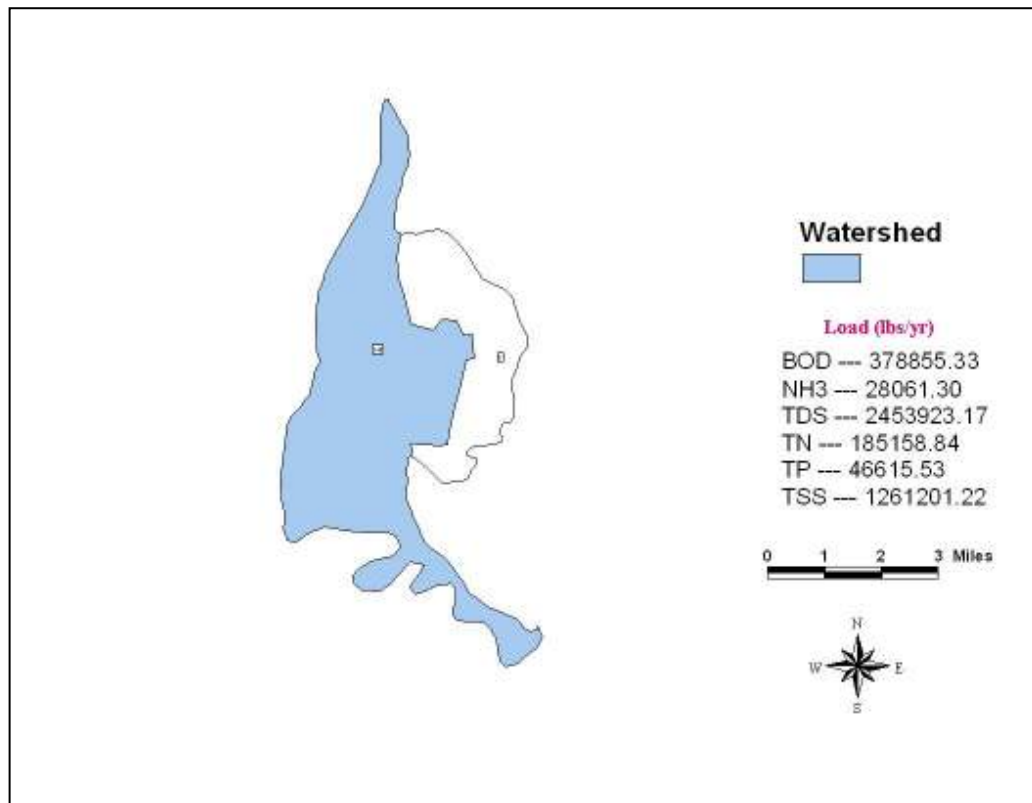 Watershed
Load (lbs/yr)
BOD --- 378855.33
NH3 --- 28061.30
TDS --- 2453923.17
TN --- 185158.84
TP --- 46615.53
TSS --- 1261201.22
0 1 2 3 Miles
N
W E
S